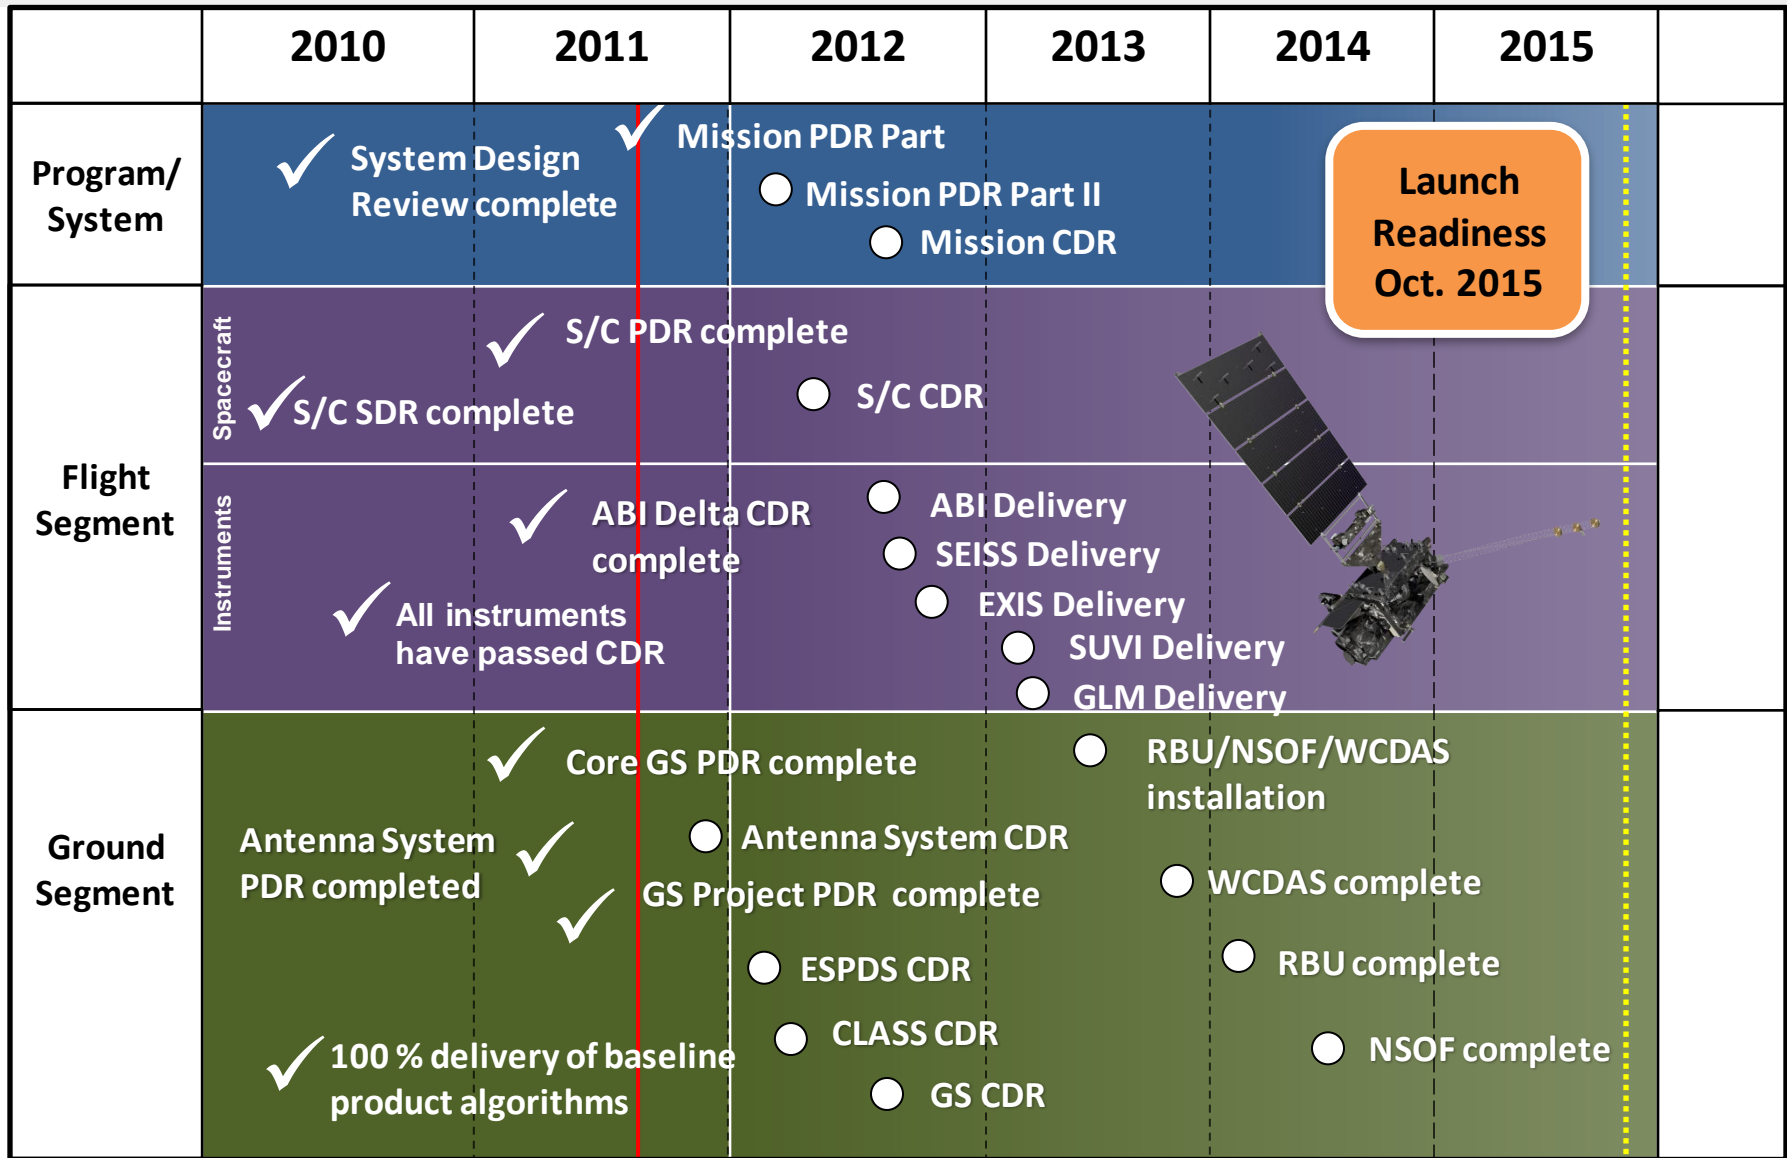 2010 2011 2012 2013 2014 2015
Program/
System
System Design
Review complete
Mission PDR Part
Mission PDR Part II
Mission CDR
Launch
Readiness
Oct. 2015
Flight
Segment
Spacecraft
S/C PDR complete
S/C SDR complete
S/C CDR
Instruments
ABI Delta CDR
complete
All instruments
have passed CDR
ABI Delivery
SEISS Delivery
EXIS Delivery
SUVI Delivery
GLM Delivery
Ground
Segment
Core GS PDR complete
RBU/NSOF/WCDAS
installation
Antenna System
PDR completed
Antenna System CDR
GS Project PDR complete
WCDAS complete
ESPDS CDR
RBU complete
CLASS CDR
NSOF complete
100 % delivery of baseline
product algorithms
GS CDR